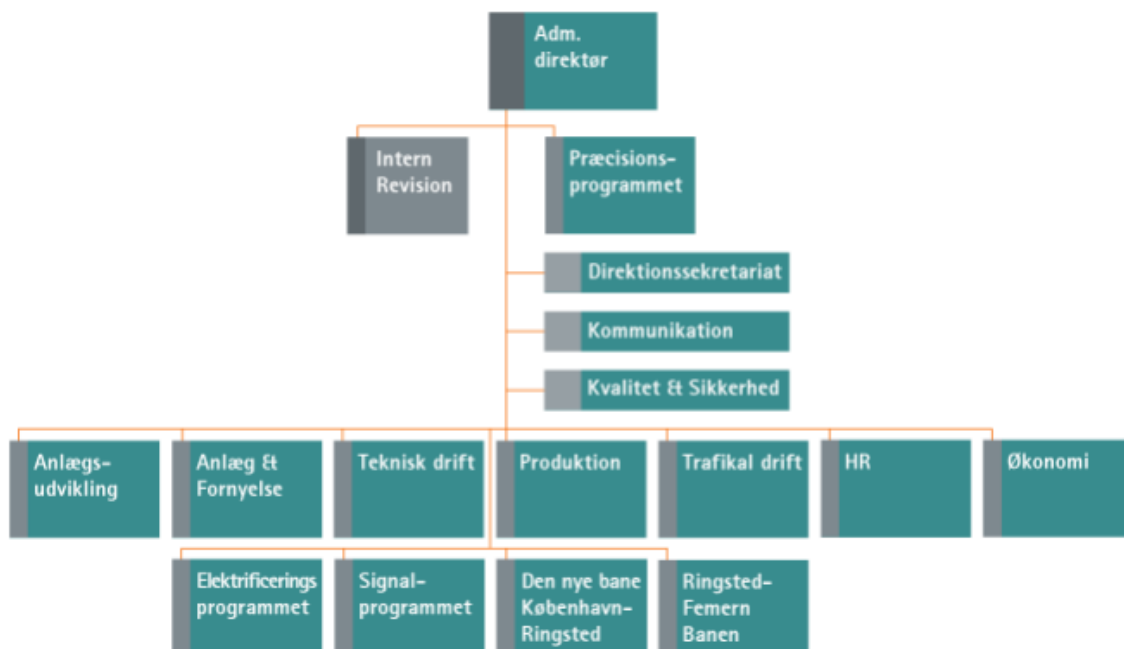 Adm.
direktør
Intern
Revision
Præcisions-
programmet
Direktionssekretariat
Kommunikation
Kvalitet & Sikkerhed
Anlægs-
udvikling
Anlæg &
Fornyelse
Teknisk drift
Produktion
Trafikal drift
HR
Økonomi
Elektrificerings
programmet
Signal-
programmet
Den nye bane
København-
Ringsted
Ringsted-
Femern
Banen